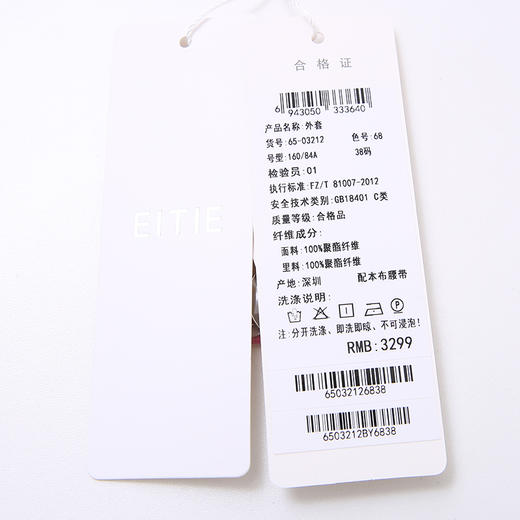 EITIE
合格证
6 943050 333640
产品名称:外套
货号:65-03212 色号:68
号型:160/84A 38码
检验员:01
执行标准:FZ/T 81007-2012
安全技术类别:GB18401 C类
质量等级:合格品
纤维成分:
面料:100%聚酯纤维
里料:100%聚酯纤维
产地:深圳 配本布腰带
洗涤说明:
注:分开洗涤、即洗即晾、不可浸泡!
RMB:3299
65032126838
6503212BY6838